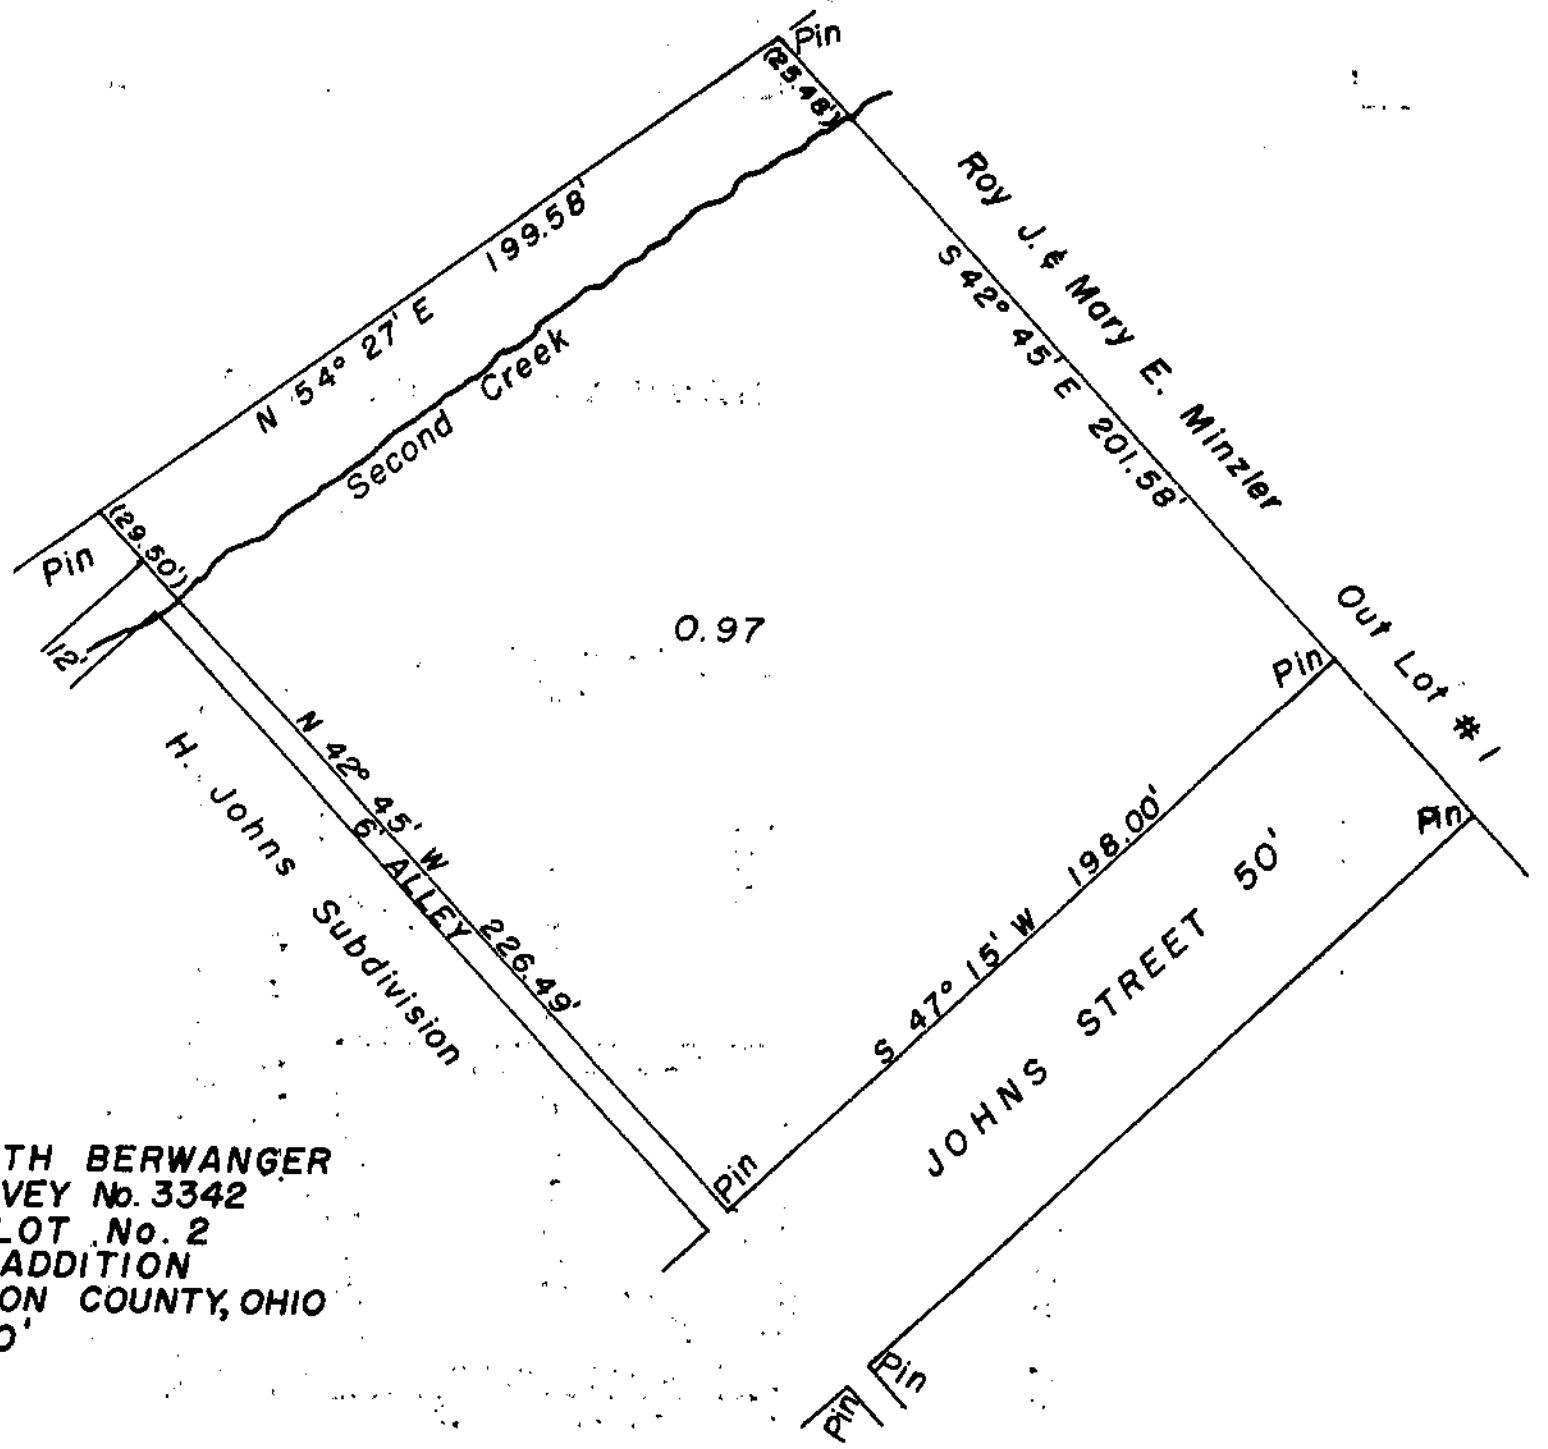 Pin
(25.48')
N 54° 27' E 199.58'
Second Creek
Roy J. & Mary E. Minzler
S 42° 45' E 201.58'
Out Lot #1
(29.50')
Pin
12'
0.97
Pin
N 42° 45' W 226.49'
6' ALLEY
H. Johns Subdivision
S 47° 15' W 198.00'
Pin
JOHNS STREET 50'
Pin
Pin
Pin
TH BERWANGER
VEY No. 3342
LOT No. 2
ADDITION
ON COUNTY, OHIO
0'